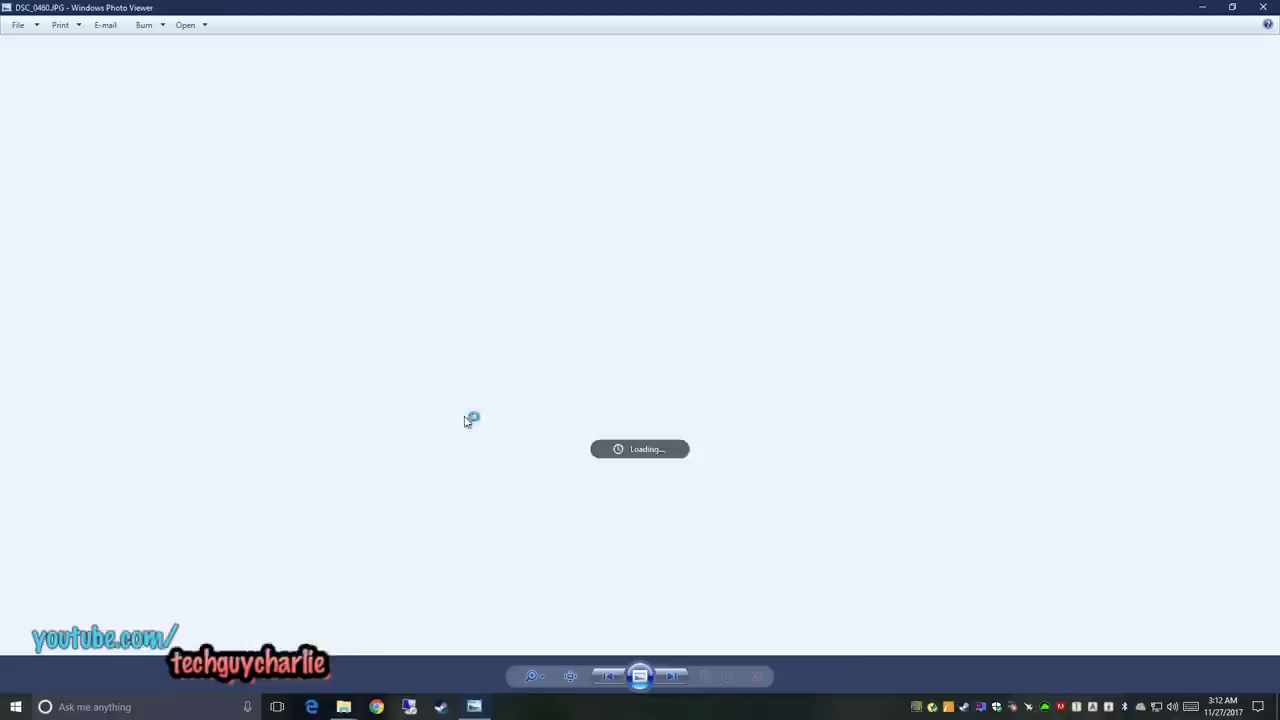 DSC_0460.JPG - Windows Photo Viewer
File Print E-mail Burn Open
Loading...
youtube.com/
techguycharlie
Ask me anything
3:12 AM
11/27/2017